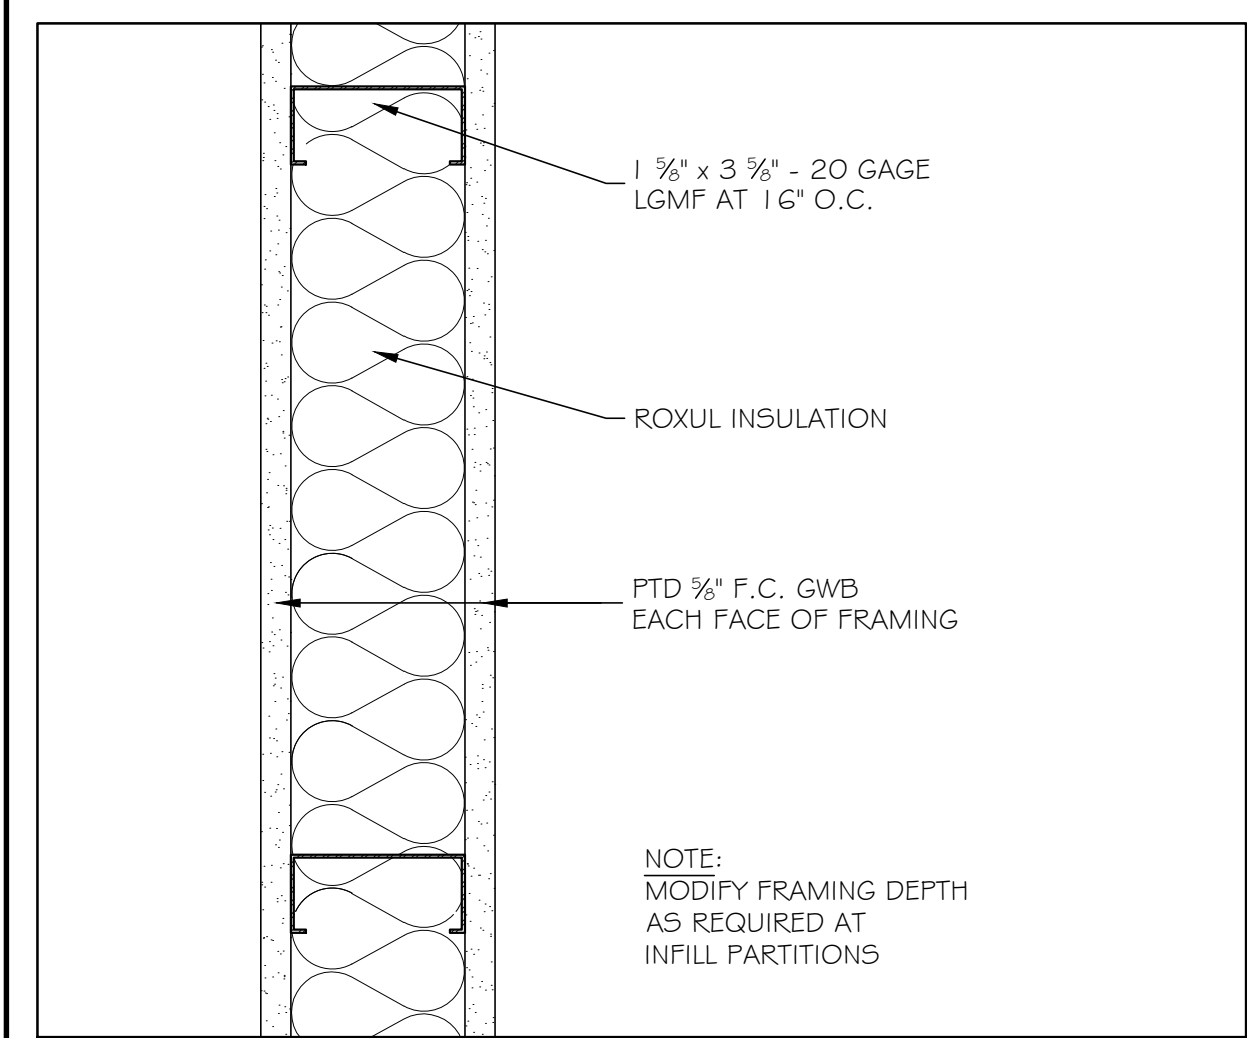 1 ⅝" x 3 ⅝" - 20 GAGE
LGMF AT 16" O.C.
ROXUL INSULATION
PTD ⅝" F.C. GWB
EACH FACE OF FRAMING
NOTE:
MODIFY FRAMING DEPTH
AS REQUIRED AT
INFILL PARTITIONS